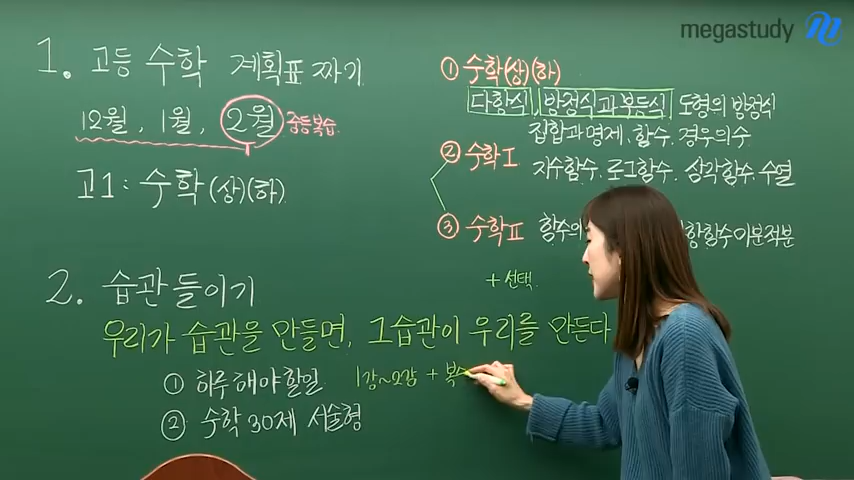 megastudy
1. 고등 수학 계획표 짜기
12월, 1월, 2월 중등복습
고1: 수학(상)(하)
① 수학(상)(하)
다항식, 방정식과 부등식, 도형의 방정식
집합과 명제, 함수, 경우의 수
② 수학Ⅰ 지수함수, 로그함수, 삼각함수, 수열
③ 수학Ⅱ 함수의 항함수 미분적분
+ 선택
2. 습관 들이기
우리가 습관을 만들면, 그 습관이 우리를 만든다
① 하루 해야 할일 1강~2강 + 복
② 수학 30제 서술형